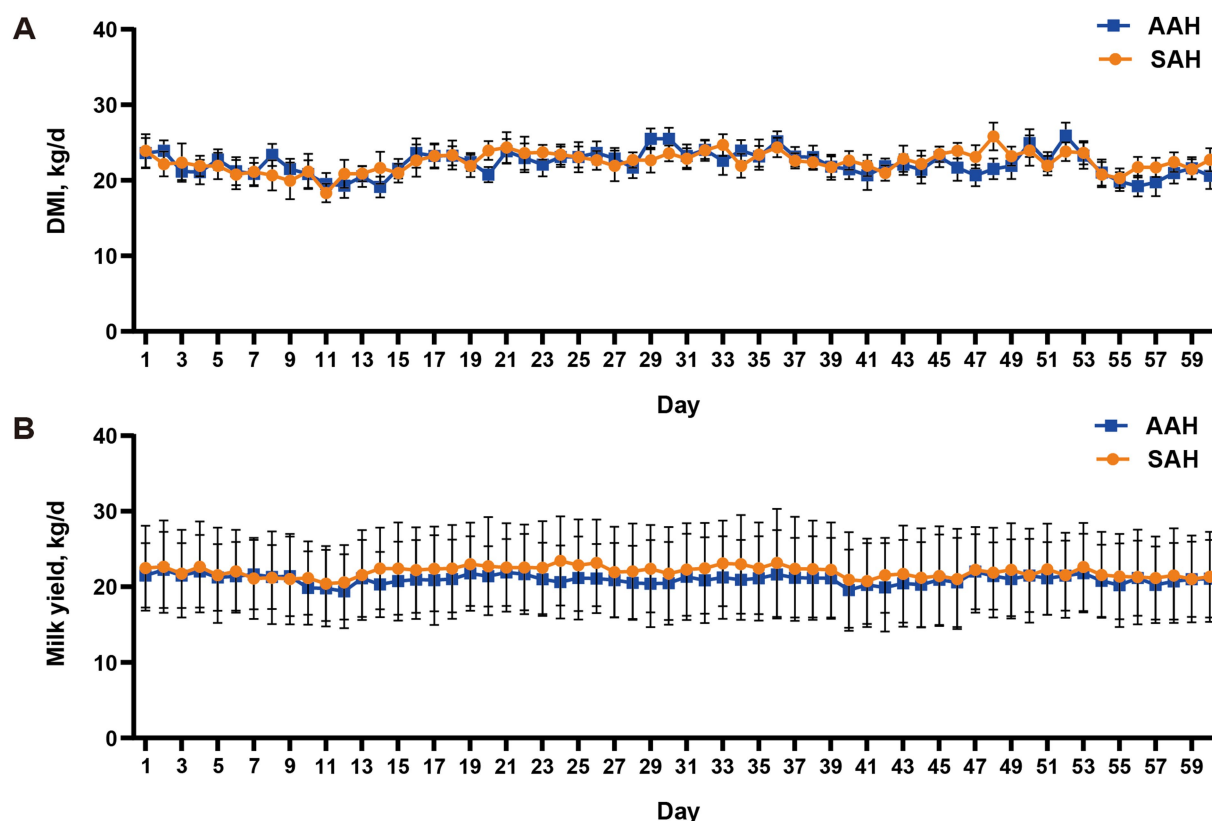 A
AAH
SAH
DMI, kg/d
40
30
20
10
0
1 3 5 7 9 11 13 15 17 19 21 23 25 27 29 31 33 35 37 39 41 43 45 47 49 51 53 55 57 59
Day
B
AAH
SAH
Milk yield, kg/d
40
30
20
10
0
1 3 5 7 9 11 13 15 17 19 21 23 25 27 29 31 33 35 37 39 41 43 45 47 49 51 53 55 57 59
Day